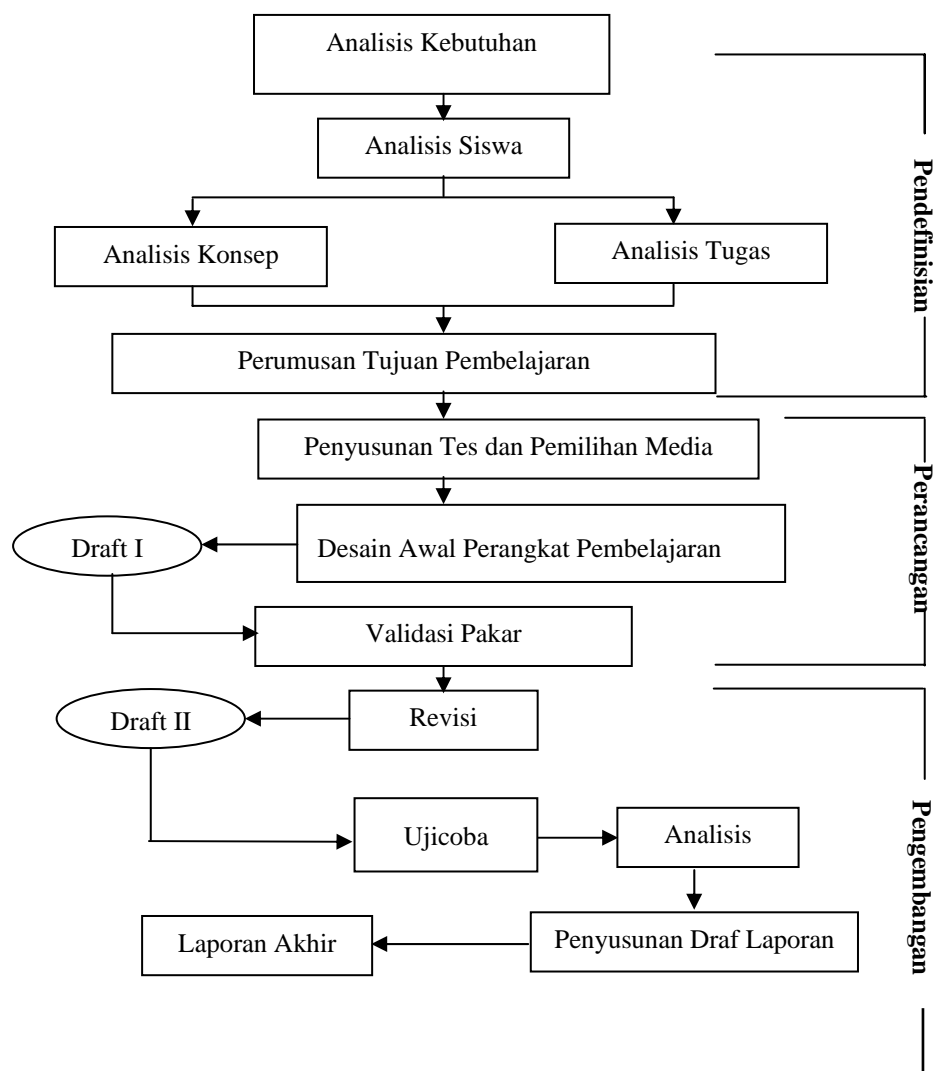 Analisis Kebutuhan
Analisis Siswa
Analisis Konsep
Analisis Tugas
Perumusan Tujuan Pembelajaran
Pendefinisian
Penyusunan Tes dan Pemilihan Media
Draft I
Desain Awal Perangkat Pembelajaran
Validasi Pakar
Perancangan
Draft II
Revisi
Ujicoba
Analisis
Laporan Akhir
Penyusunan Draf Laporan
Pengembangan